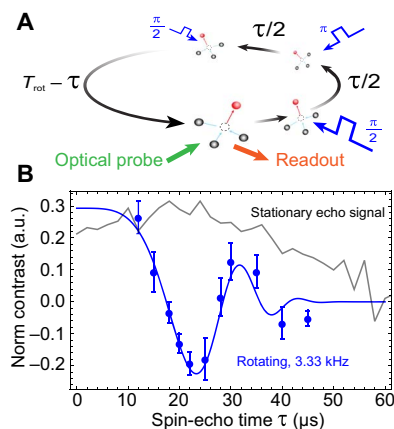 A
π/2
π
τ/2
τ/2
T_rot − τ
π/2
Optical probe
Readout
B
Norm contrast (a.u.)
0.3
0.2
0.1
0.0
−0.1
−0.2
Stationary echo signal
Rotating, 3.33 kHz
0 10 20 30 40 50 60
Spin-echo time τ (μs)